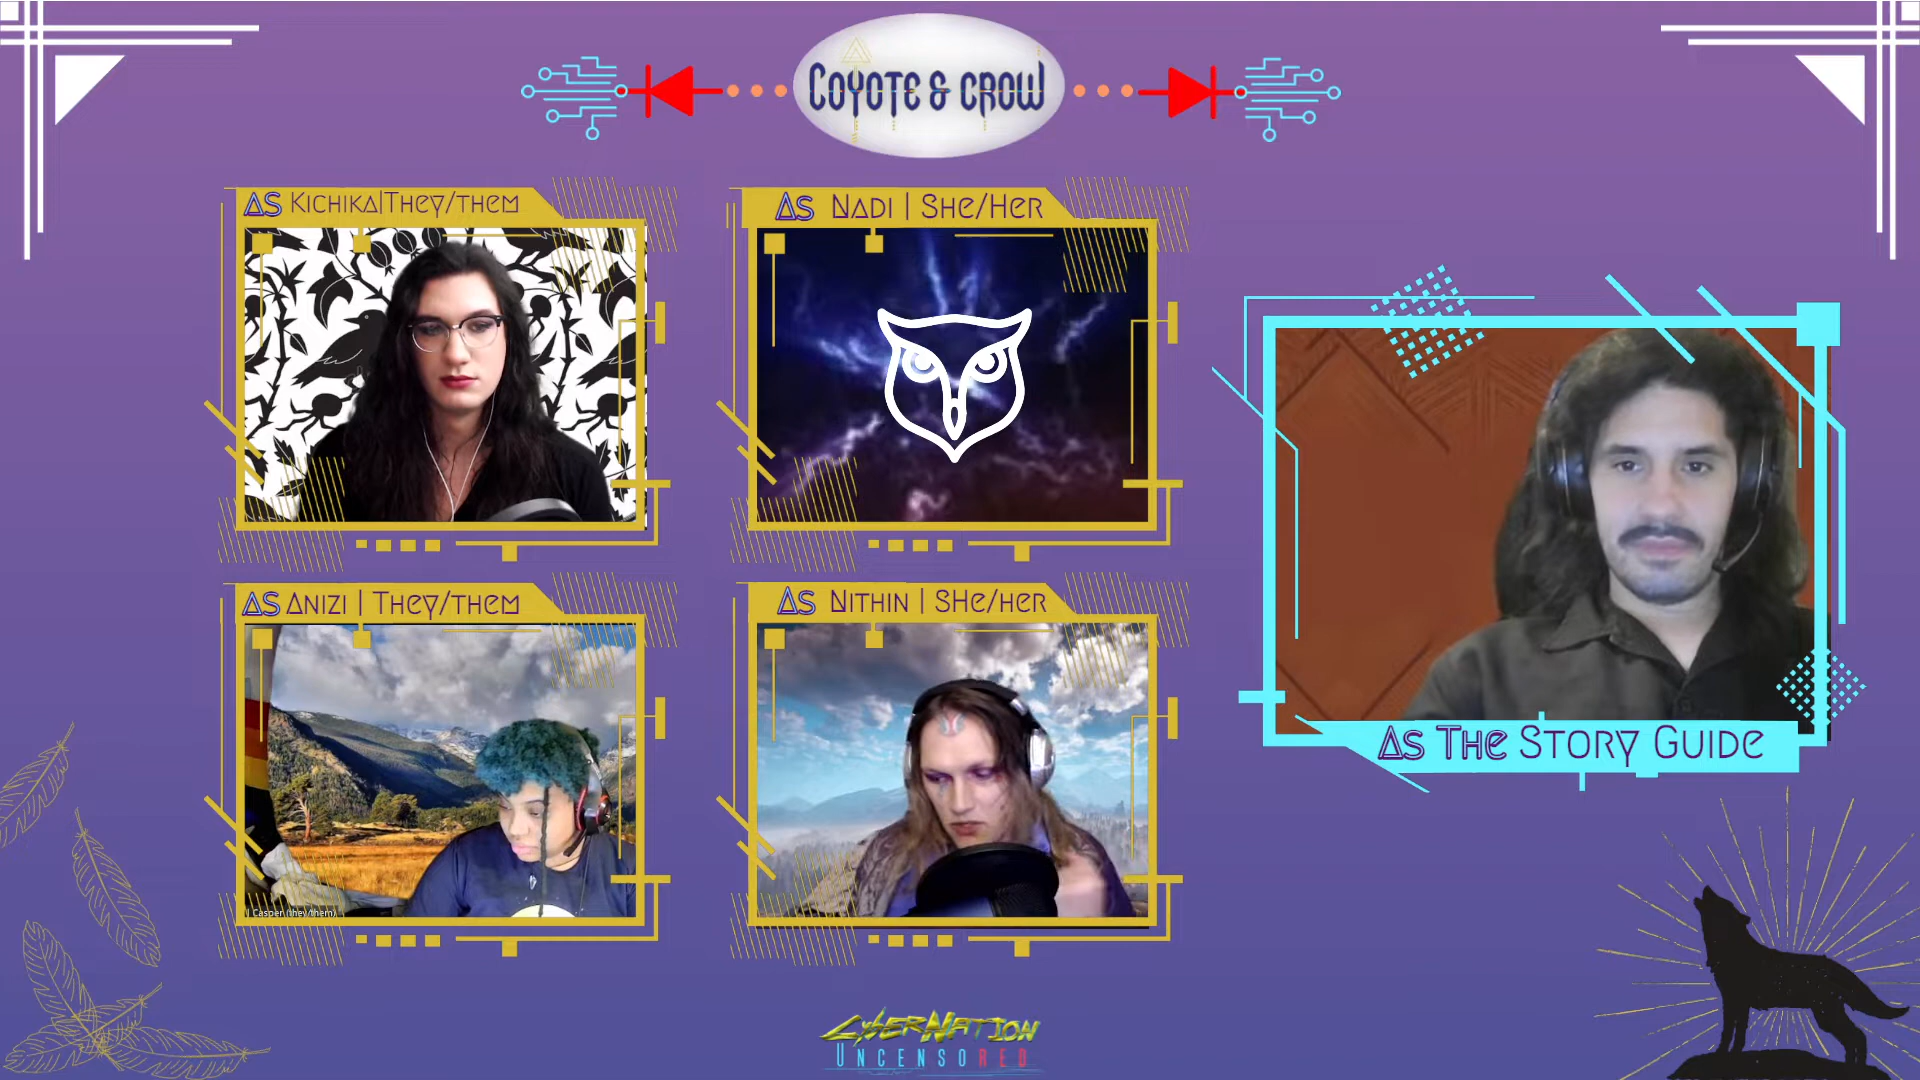 Coyote & Crow
As Kichika|They/them
As Nadi | She/Her
As Anizi | They/them
As Nithin | SHe/her
As The Story Guide
Casper (they/them)
CyberNation
Uncensored